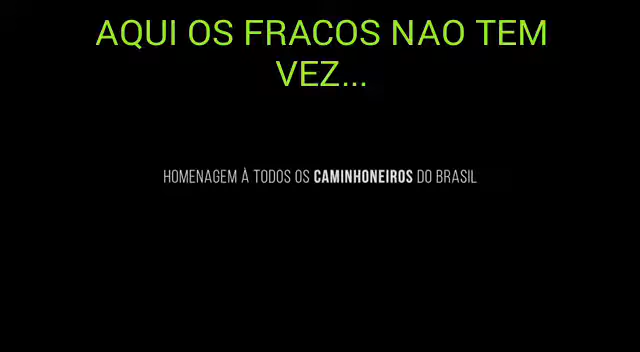 AQUI OS FRACOS NAO TEM
VEZ...
HOMENAGEM À TODOS OS CAMINHONEIROS DO BRASIL